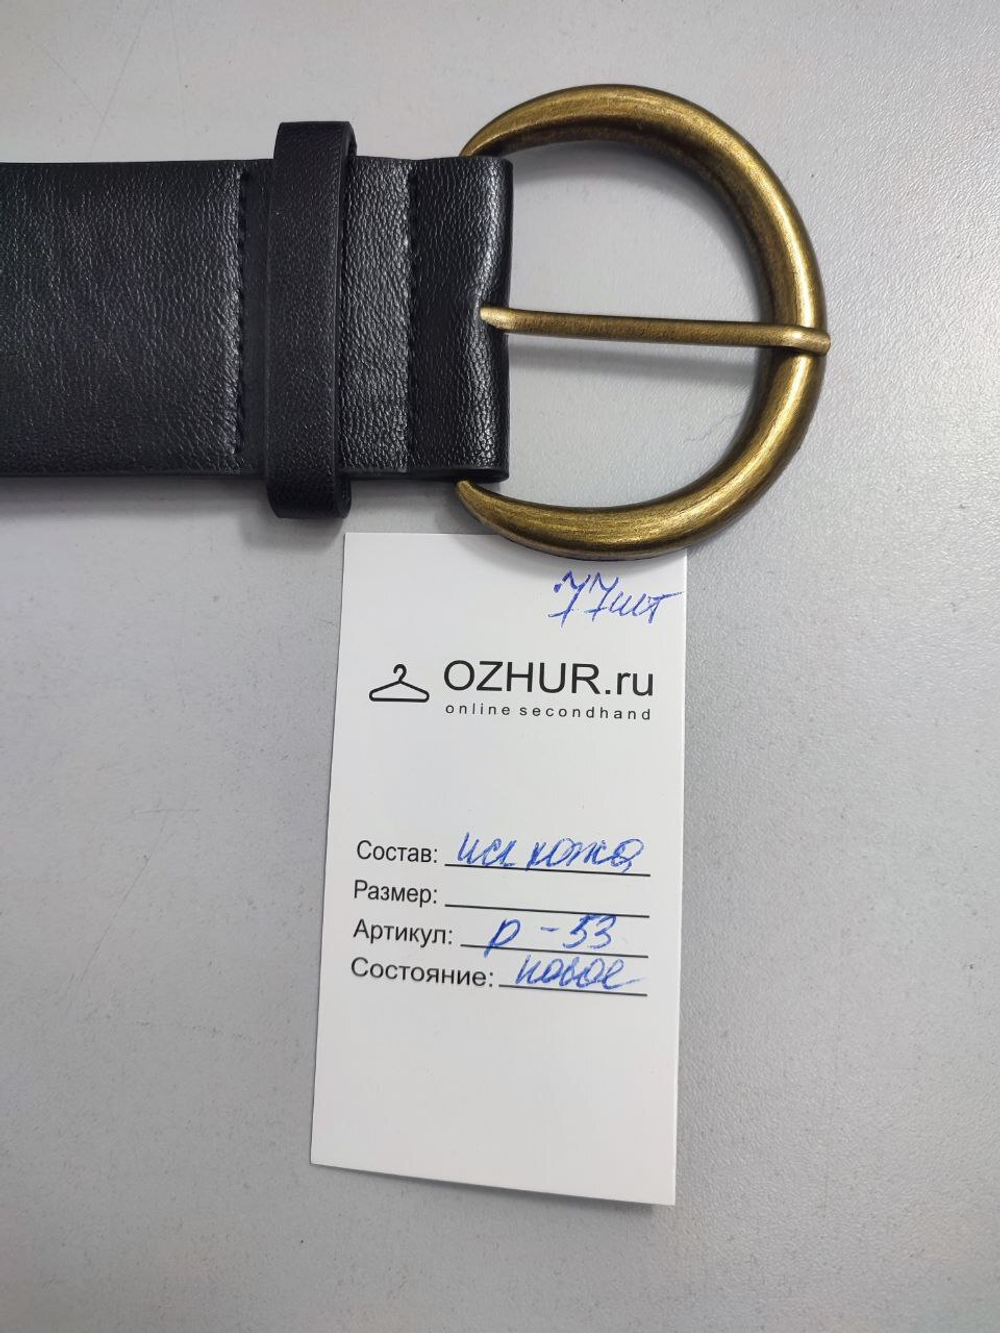 77шт
OZHUR.ru
online secondhand
Состав: иск кожа
Размер:
Артикул: р-53
Состояние: новое